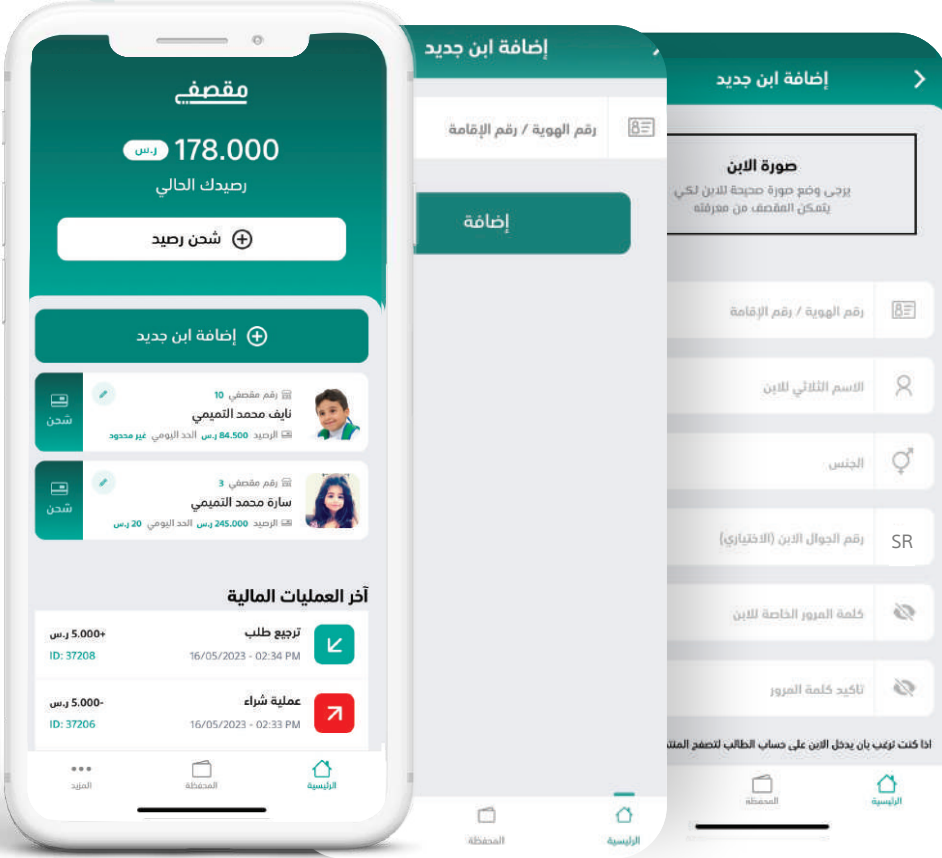 مقصفي
178.000 ر.س
رصيدك الحالي
شحن رصيد
إضافة ابن جديد
رقم مقصفي 10
نايف محمد التميمي
الرصيد 84.500 ر.س الحد اليومي غير محدود
شحن
رقم مقصفي 3
سارة محمد التميمي
الرصيد 245.000 ر.س الحد اليومي 20 ر.س
شحن
آخر العمليات المالية
ترجيع طلب
+5.000 ر.س
16/05/2023 - 02:34 PM
ID: 37208
عملية شراء
-5.000 ر.س
16/05/2023 - 02:33 PM
ID: 37206
الرئيسية
المحفظة
المزيد
إضافة ابن جديد
رقم الهوية / رقم الإقامة
إضافة
الرئيسية
المحفظة
إضافة ابن جديد
صورة الابن
يرجى وضع صورة صحيحة للابن لكي
يتمكن المقصف من معرفته
رقم الهوية / رقم الإقامة
الاسم الثلاثي للابن
الجنس
SR
رقم الجوال الابن (الاختياري)
كلمة المرور الخاصة للابن
تاكيد كلمة المرور
اذا كنت ترغب بان يدخل الابن على حساب الطالب لتصفح
الرئيسية
المحفظة